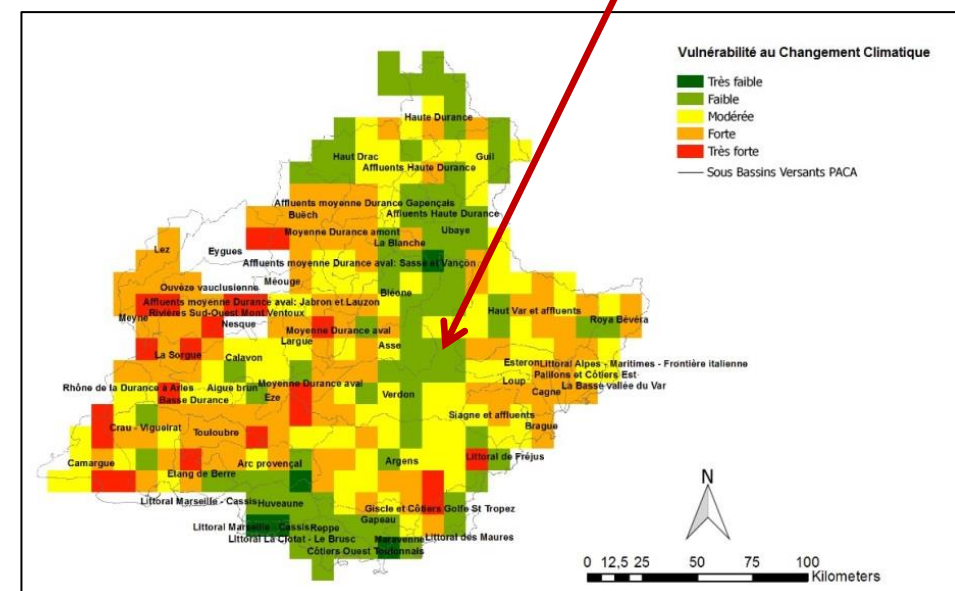 Vulnérabilité au Changement Climatique
Très faible
Faible
Modérée
Forte
Très forte
Sous Bassins Versants PACA
Haute Durance
Haut Drac
Guil
Affluents Haute Durance
Affluents moyenne Durance Gapençais
Buëch
Affluents Haute Durance
Moyenne Durance amont
Ubaye
La Blanche
Lez
Eygues
Affluents moyenne Durance aval: Sasse et Vançon
Méouge
Ouvèze vauclusienne
Bléone
Affluents moyenne Durance aval: Jabron et Lauzon
Rivières Sud-Ouest Mont Ventoux
Meyne
Nesque
Haut Var et affluents
Roya Bévéra
Moyenne Durance aval
Largue
Asse
La Sorgue
Calavon
Esteron
Littoral Alpes - Maritimes - Frontière italienne
Paillons et Côtiers Est
Loup
La Basse vallée du Var
Cagne
Rhône de la Durance à Arles
Aigue brun
Moyenne Durance aval
Basse Durance
Eze
Verdon
Siagne et affluents
Brague
Crau - Vigueirat
Touloubre
Camargue
Arc provençal
Argens
Littoral de Fréjus
Etang de Berre
Littoral Marseille - Cassis
Huveaune
Giscle et Côtiers Golfe St Tropez
Gapeau
Littoral Marseille - Cassis
Reppe
Littoral La Ciotat - Le Brusc
Maravenne
Littoral des Maures
Côtiers Ouest Toulonnais
N
0 12,5 25 50 75 100
Kilometers